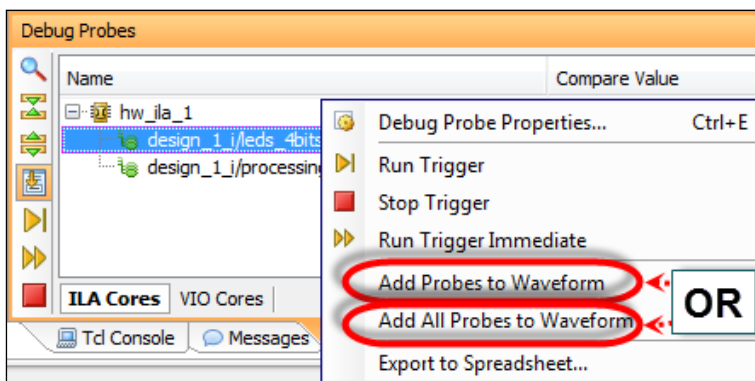 Debug Probes
Name
Compare Value
hw_ila_1
design_1_i/leds_4bits
design_1_i/processing
Debug Probe Properties... Ctrl+E
Run Trigger
Stop Trigger
Run Trigger Immediate
Add Probes to Waveform
Add All Probes to Waveform
OR
Export to Spreadsheet...
ILA Cores VIO Cores
Tcl Console Messages